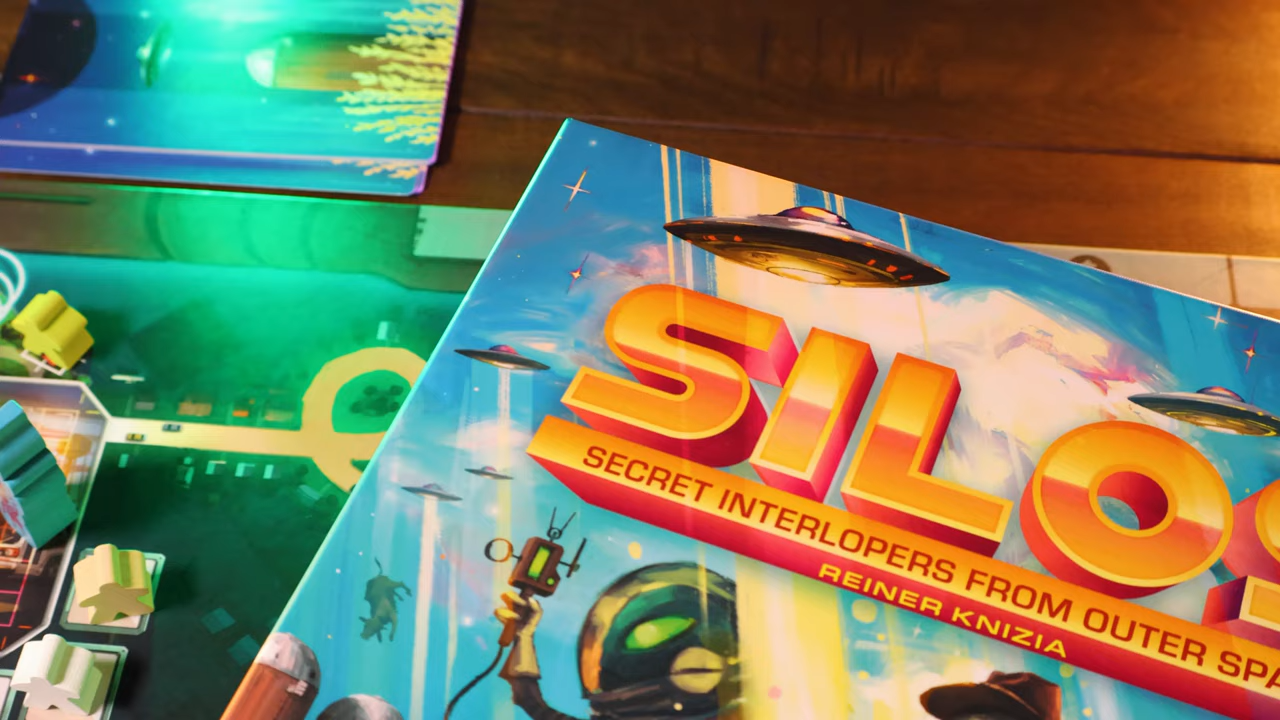 SILO
SECRET INTERLOPERS FROM OUTER SPA
REINER KNIZIA